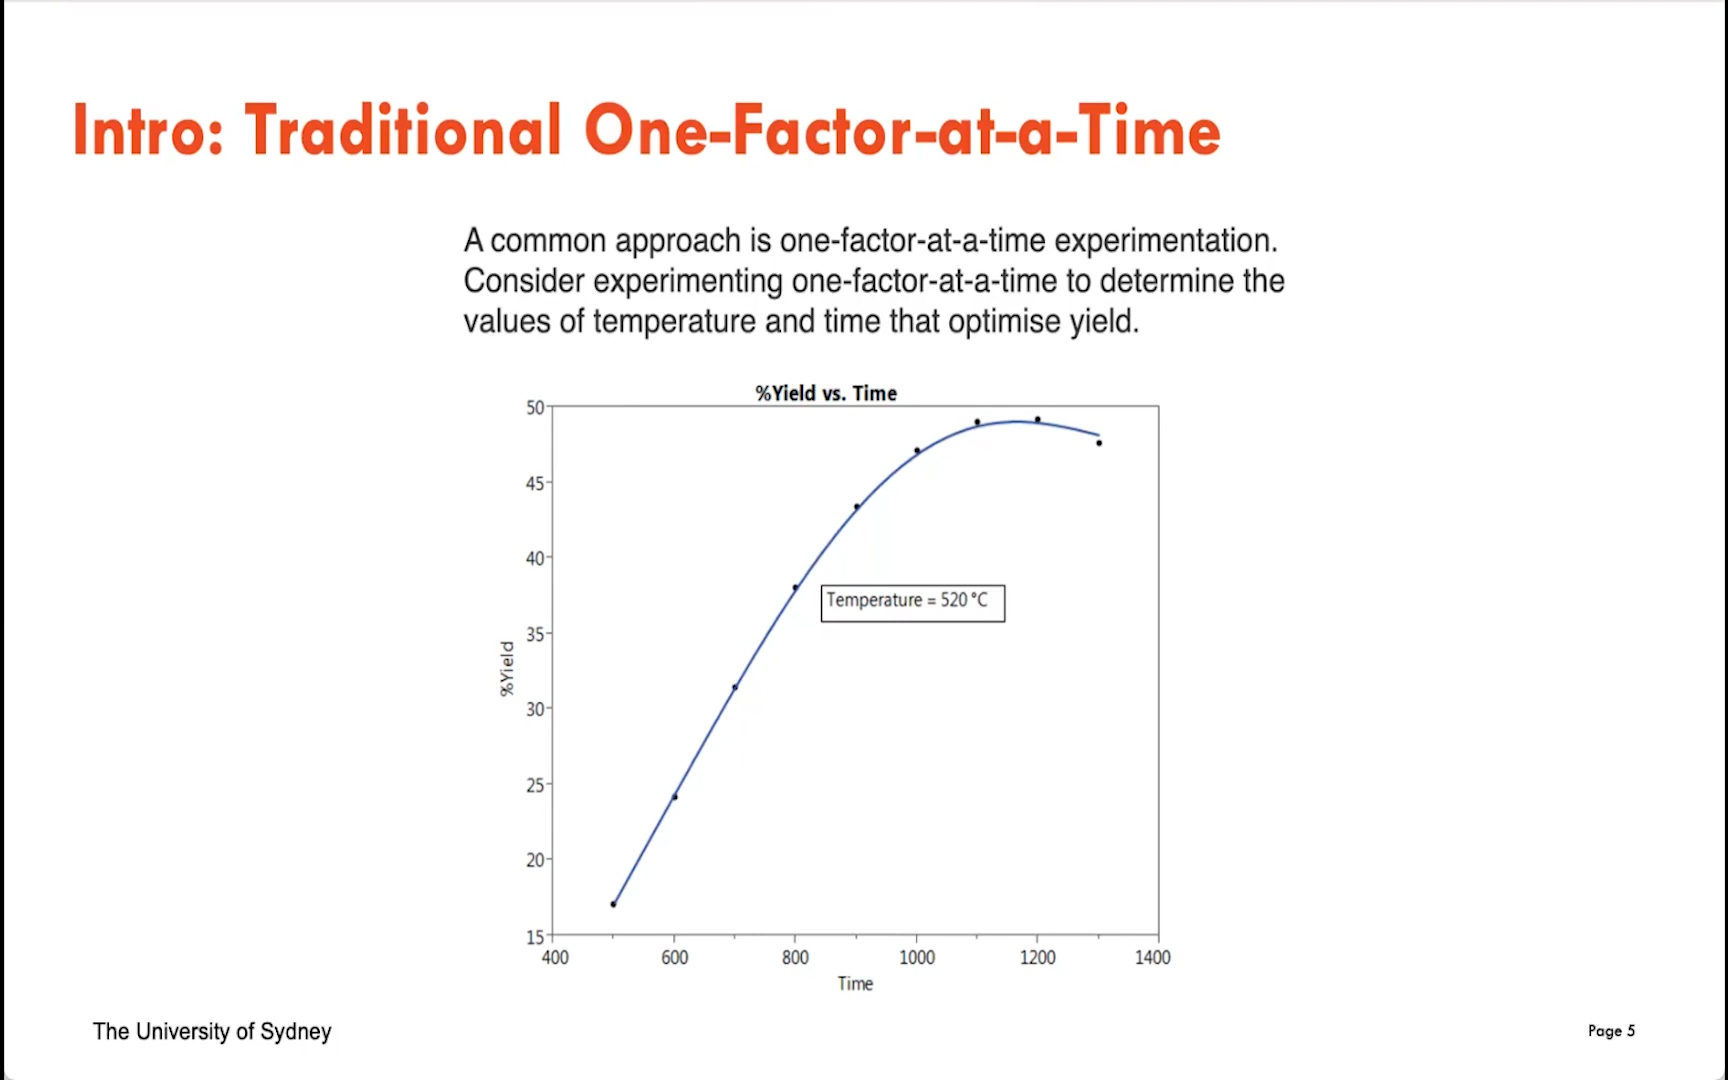 Intro: Traditional One-Factor-at-a-Time
A common approach is one-factor-at-a-time experimentation.
Consider experimenting one-factor-at-a-time to determine the
values of temperature and time that optimise yield.
%Yield vs. Time
50
45
40
35
30
25
20
15
%Yield
Temperature = 520 °C
400 600 800 1000 1200 1400
Time
The University of Sydney
Page 5